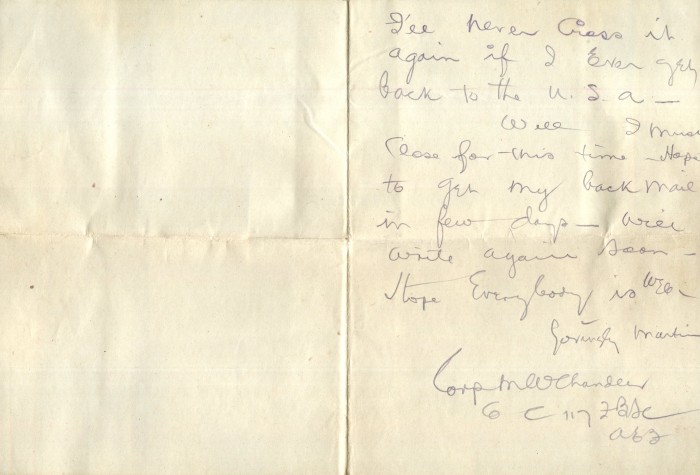 I'll never Cross it
again if I Ever get
back to the U. S. A —
Well I must
Close for this time — Hope
to get my back mail
in few days — Will
write again soon —
Hope Everybody is Well —
Lovingly Martin
Corp M W Chandler
C 117 F B S C
A E F